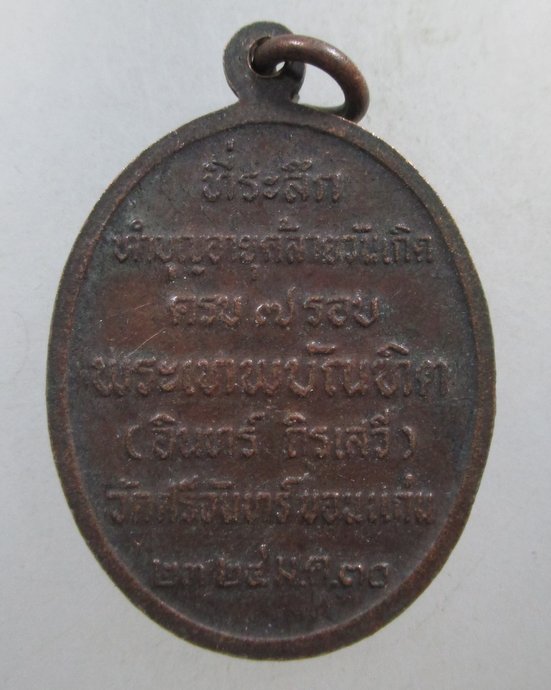 ที่ระลึก
ทำบุญอายุคล้ายวันเกิด
ครบ ๗ รอบ
พระเทพบัณฑิต
(อินทร์ ถิรเสวี)
วัดศรีจันทร์ ขอนแก่น
๒๓ ๒๔ ม.ค. ๓๐